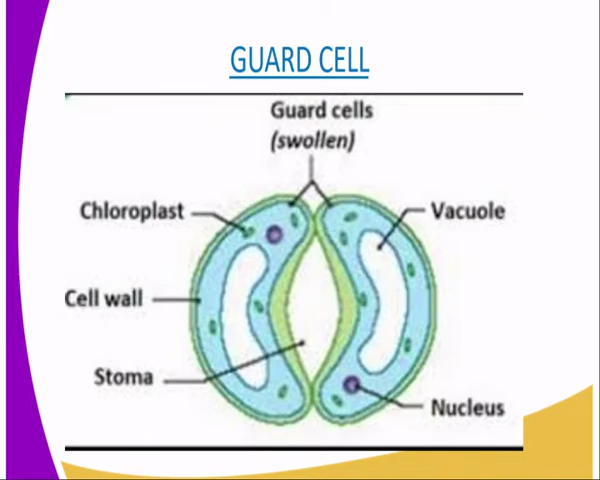 GUARD CELL
Guard cells
(swollen)
Chloroplast
Vacuole
Cell wall
Stoma
Nucleus